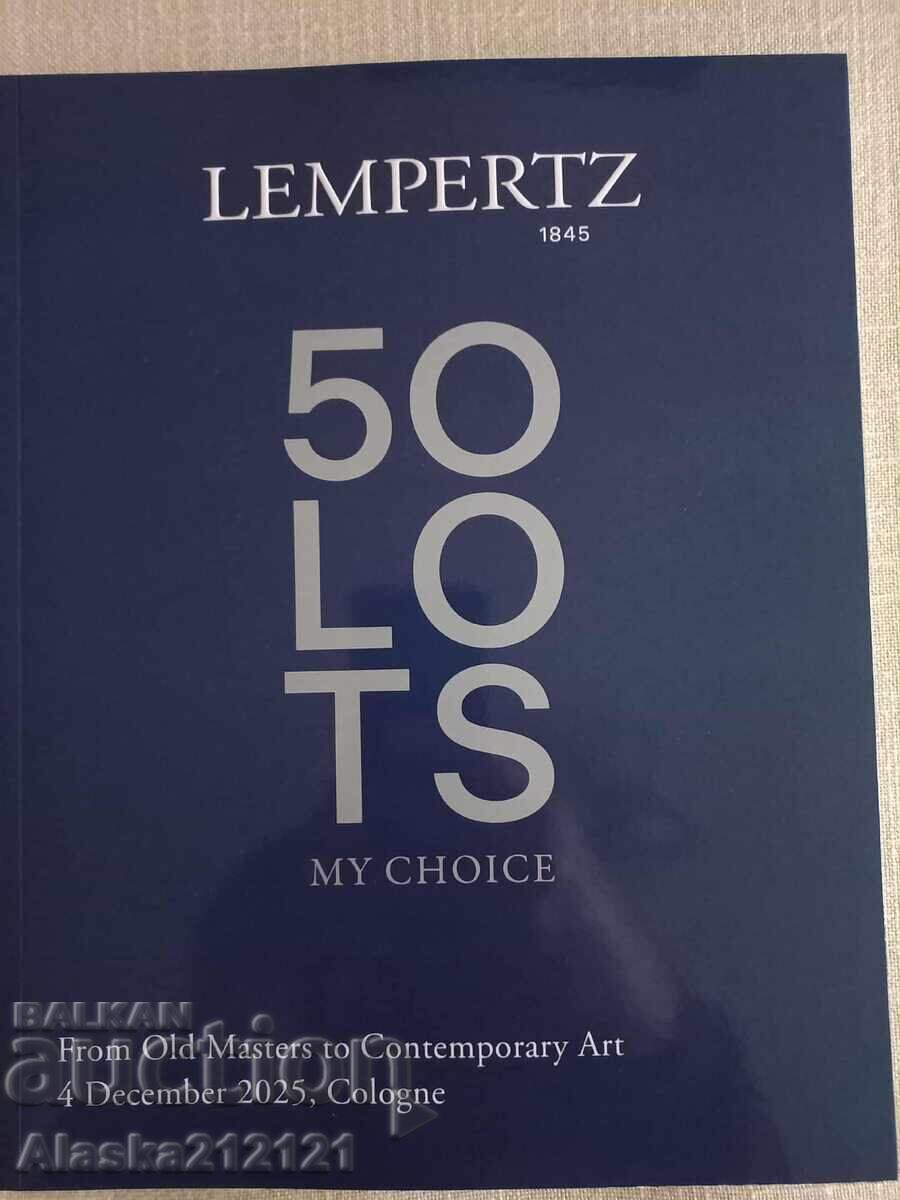 LEMPERTZ
1845
50
LO
TS
MY CHOICE
From Old Masters to Contemporary Art
4 December 2025, Cologne
BALKAN
auction
Alaska212121